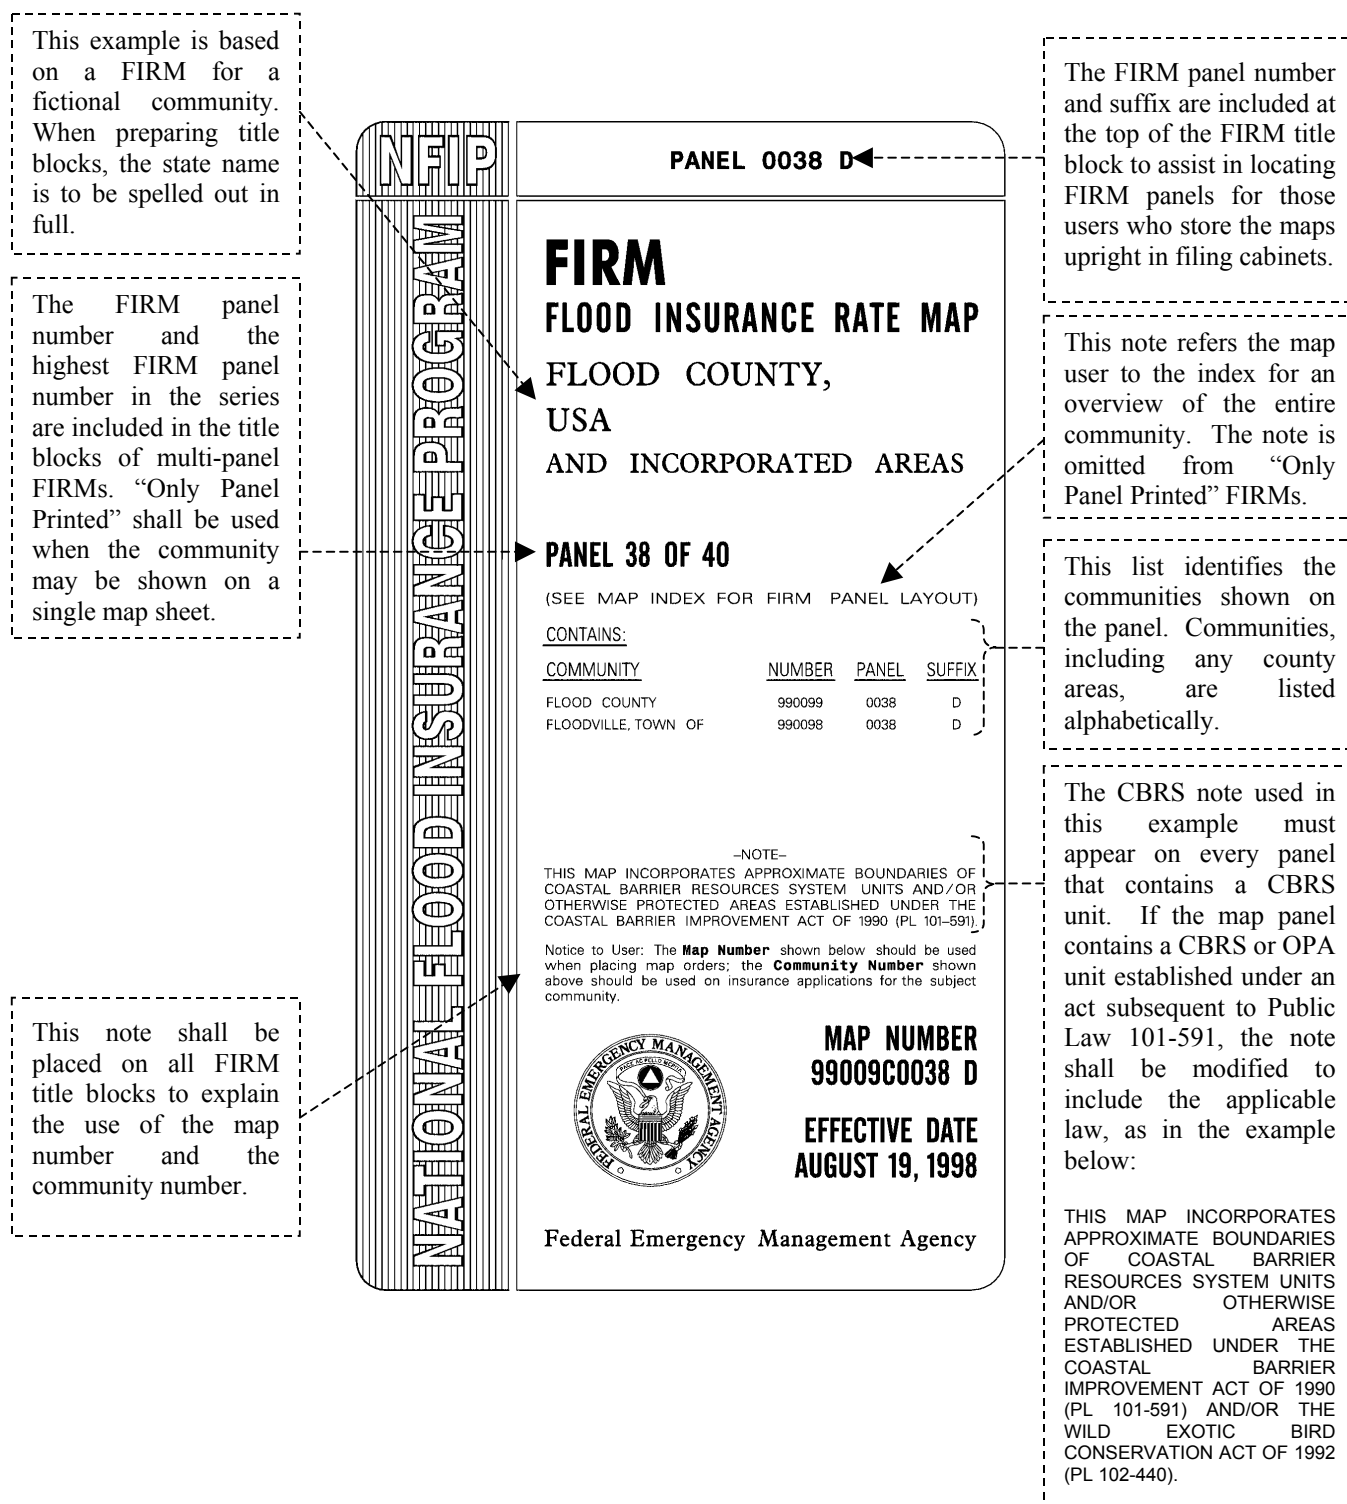 This example is based
on a FIRM for a
fictional community.
When preparing title
blocks, the state name
is to be spelled out in
full.
The FIRM panel
number and the
highest FIRM panel
number in the series
are included in the title
blocks of multi-panel
FIRMs. “Only Panel
Printed” shall be used
when the community
may be shown on a
single map sheet.
This note shall be
placed on all FIRM
title blocks to explain
the use of the map
number and the
community number.
NFIP
NATIONAL FLOOD INSURANCE PROGRAM
PANEL 0038 D
FIRM
FLOOD INSURANCE RATE MAP
FLOOD COUNTY,
USA
AND INCORPORATED AREAS
PANEL 38 OF 40
(SEE MAP INDEX FOR FIRM PANEL LAYOUT)
CONTAINS:
COMMUNITY NUMBER PANEL SUFFIX
FLOOD COUNTY 990099 0038 D
FLOODVILLE, TOWN OF 990098 0038 D
–NOTE–
THIS MAP INCORPORATES APPROXIMATE BOUNDARIES OF
COASTAL BARRIER RESOURCES SYSTEM UNITS AND/OR
OTHERWISE PROTECTED AREAS ESTABLISHED UNDER THE
COASTAL BARRIER IMPROVEMENT ACT OF 1990 (PL 101–591).
Notice to User: The Map Number shown below should be used
when placing map orders; the Community Number shown
above should be used on insurance applications for the subject
community.
FEDERAL EMERGENCY MANAGEMENT AGENCY
MAP NUMBER
99009C0038 D
EFFECTIVE DATE
AUGUST 19, 1998
Federal Emergency Management Agency
The FIRM panel number
and suffix are included at
the top of the FIRM title
block to assist in locating
FIRM panels for those
users who store the maps
upright in filing cabinets.
This note refers the map
user to the index for an
overview of the entire
community. The note is
omitted from “Only
Panel Printed” FIRMs.
This list identifies the
communities shown on
the panel. Communities,
including any county
areas, are listed
alphabetically.
The CBRS note used in
this example must
appear on every panel
that contains a CBRS
unit. If the map panel
contains a CBRS or OPA
unit established under an
act subsequent to Public
Law 101-591, the note
shall be modified to
include the applicable
law, as in the example
below:
THIS MAP INCORPORATES
APPROXIMATE BOUNDARIES
OF COASTAL BARRIER
RESOURCES SYSTEM UNITS
AND/OR OTHERWISE
PROTECTED AREAS
ESTABLISHED UNDER THE
COASTAL BARRIER
IMPROVEMENT ACT OF 1990
(PL 101-591) AND/OR THE
WILD EXOTIC BIRD
CONSERVATION ACT OF 1992
(PL 102-440).